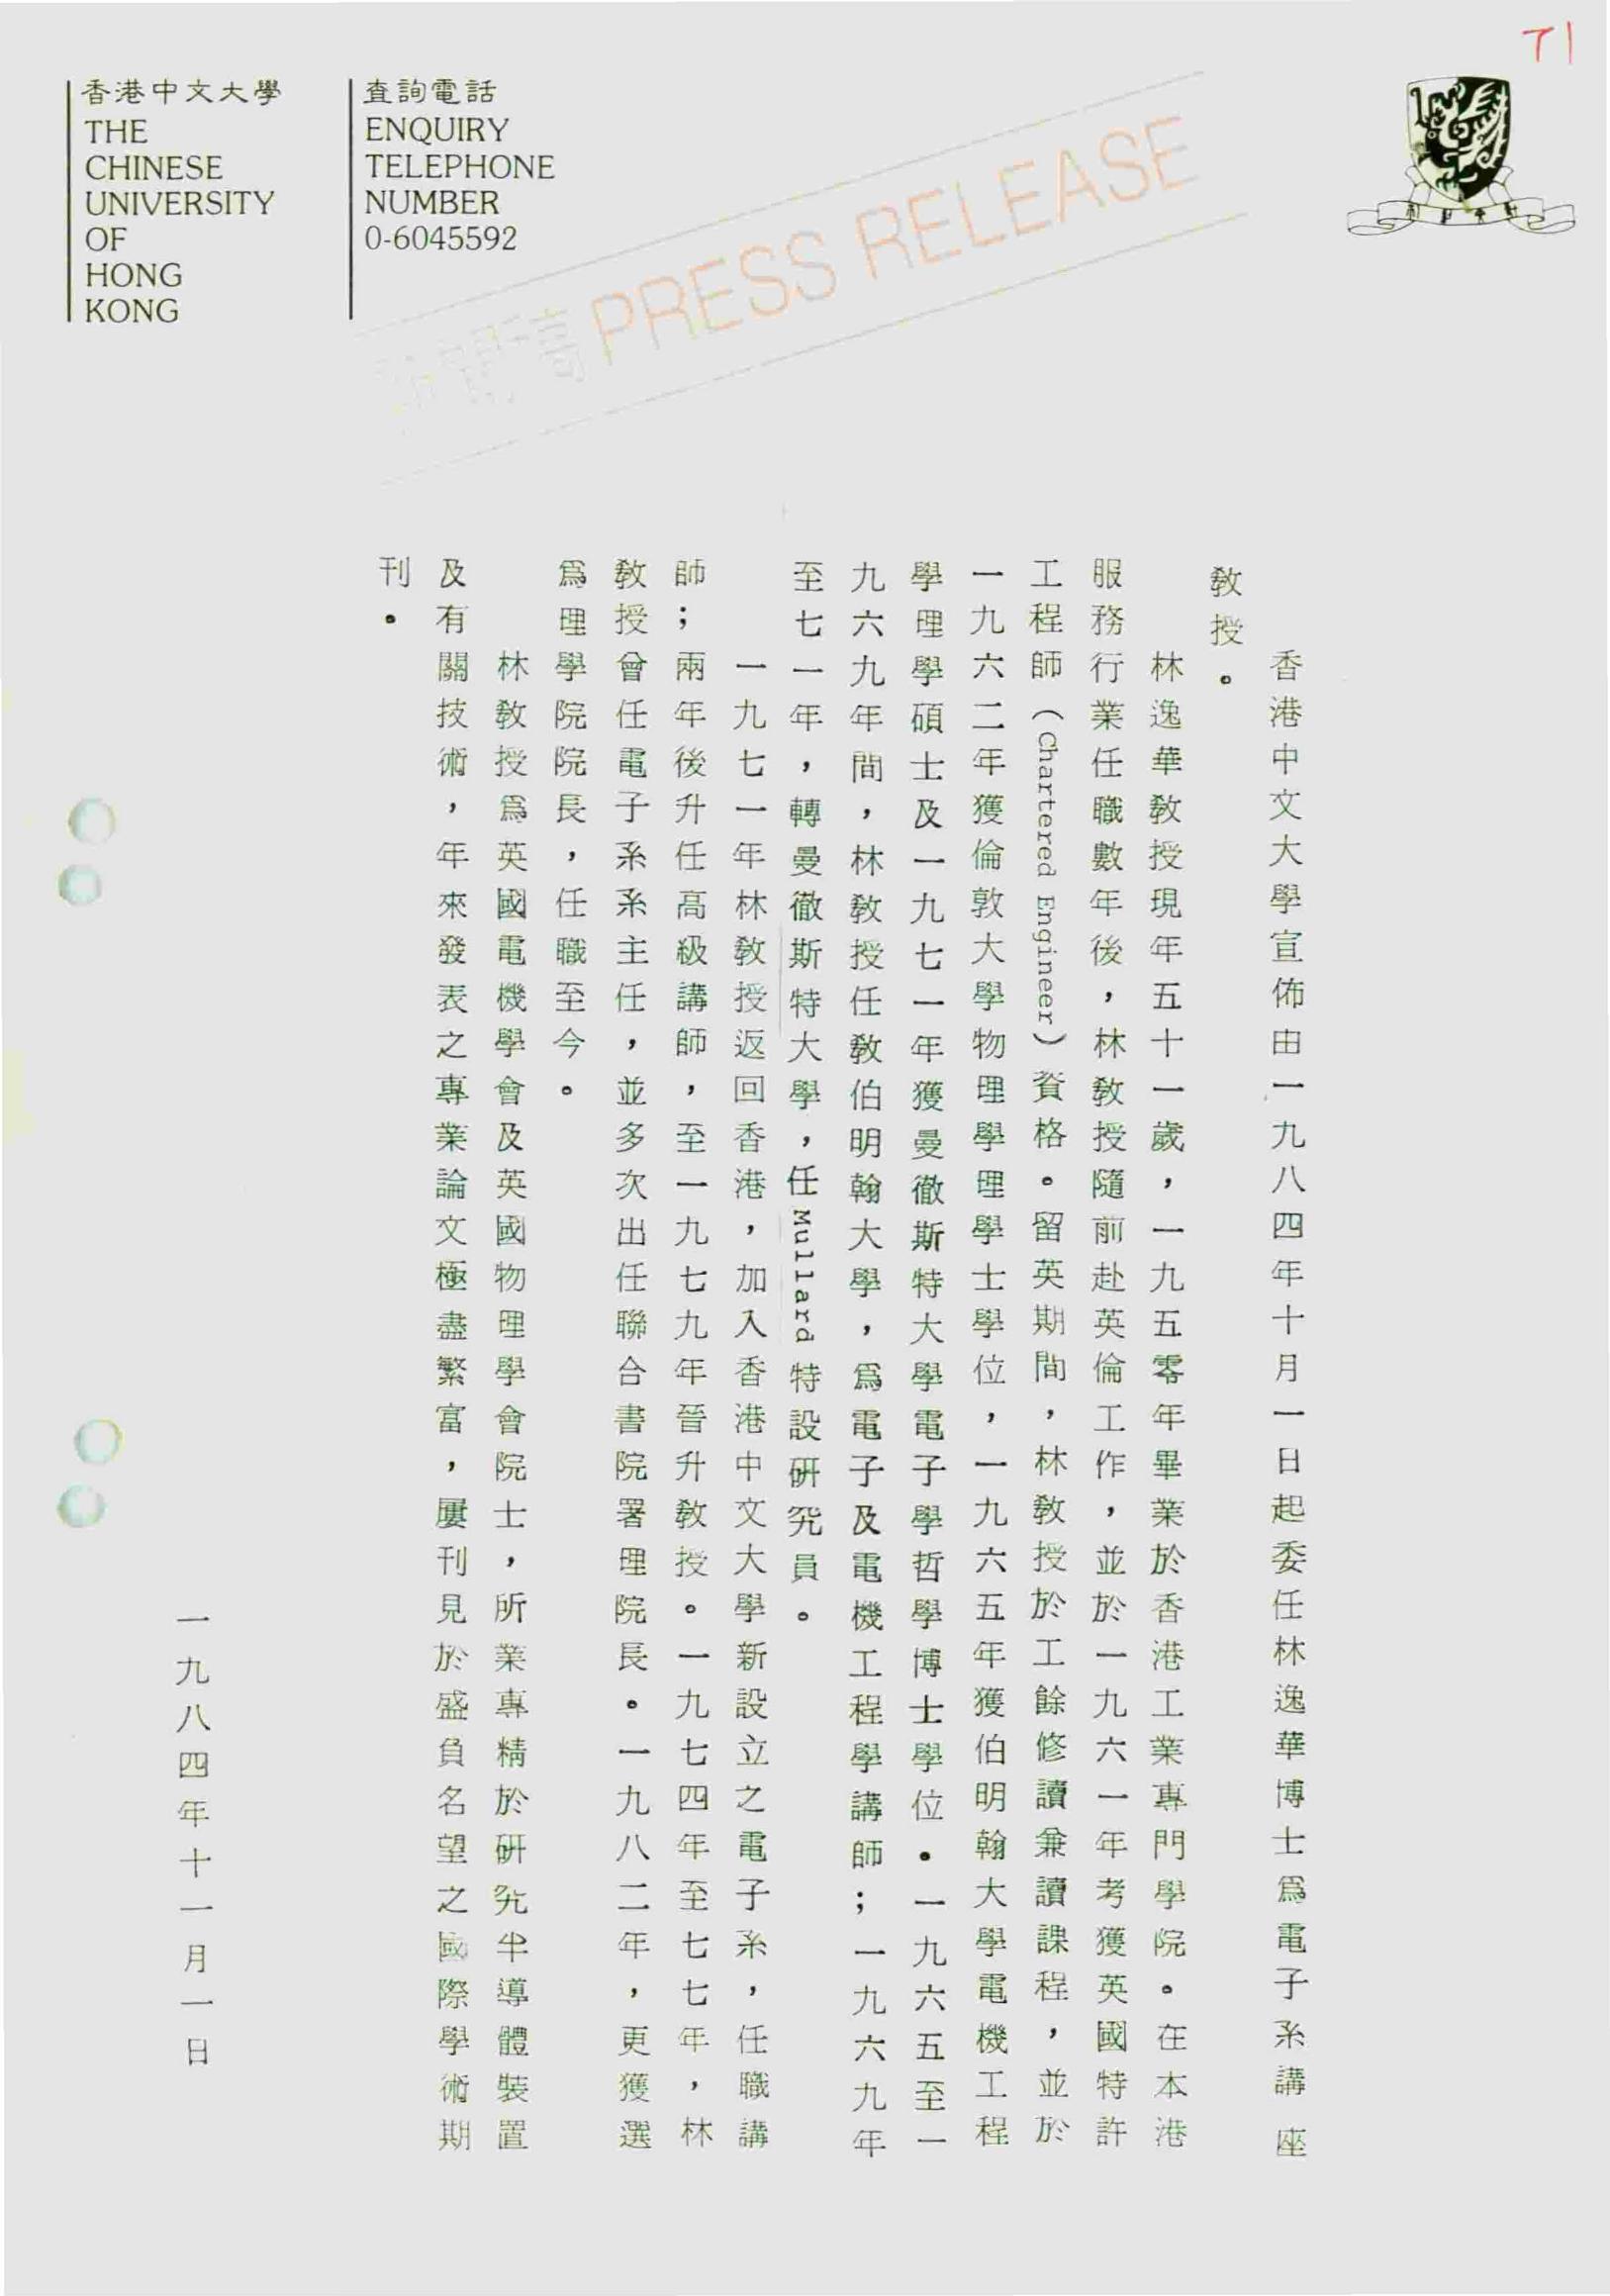 71
香港中文大學
THE
CHINESE
UNIVERSITY
OF
HONG
KONG
查詢電話
ENQUIRY
TELEPHONE
NUMBER
0-6045592
新聞稿 PRESS RELEASE
香港中文大學宣佈由一九八四年十月一日起委任林逸華博士為電子系講座
教授。
林逸華教授現年五十一歲，一九五零年畢業於香港工業專門學院。在本港
服務行業任職數年後，林教授隨前赴英倫工作，並於一九六一年考獲英國特許
工程師（Chartered Engineer）資格。留英期間，林教授於工餘修讀兼讀課程，並於
一九六二年獲倫敦大學物理學理學士學位，一九六五年獲伯明翰大學電機工程
學理學碩士及一九七一年獲曼徹斯特大學電子學哲學博士學位。一九六五至一
九六九年間，林教授任教伯明翰大學，為電子及電機工程學講師；一九六九年
至七一年，轉曼徹斯特大學，任Mullard特設研究員。
一九七一年林教授返回香港，加入香港中文大學新設立之電子系，任職講
師；兩年後升任高級講師，至一九七九年晉升教授。一九七四年至七七年，林
教授曾任電子系系主任，並多次出任聯合書院署理院長。一九八二年，更獲選
為理學院院長，任職至今。
林教授為英國電機學會及英國物理學會院士，所業專精於研究半導體裝置
及有關技術，年來發表之專業論文極盡繁富，屢刊見於盛負名望之國際學術期
刊。
一九八四年十一月一日